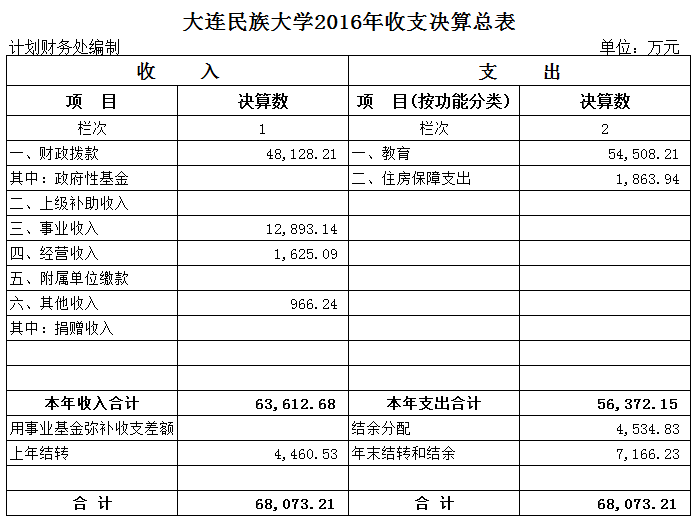 大连民族大学2016年收支决算总表
计划财务处编制 单位：万元
收 入 支 出
项 目 决算数 项 目(按功能分类) 决算数
栏次 1 栏次 2
一、财政拨款 48,128.21 一、教育 54,508.21
其中：政府性基金 二、住房保障支出 1,863.94
二、上级补助收入
三、事业收入 12,893.14
四、经营收入 1,625.09
五、附属单位缴款
六、其他收入 966.24
其中：捐赠收入
本年收入合计 63,612.68 本年支出合计 56,372.15
用事业基金弥补收支差额 结余分配 4,534.83
上年结转 4,460.53 年末结转和结余 7,166.23
合 计 68,073.21 合 计 68,073.21